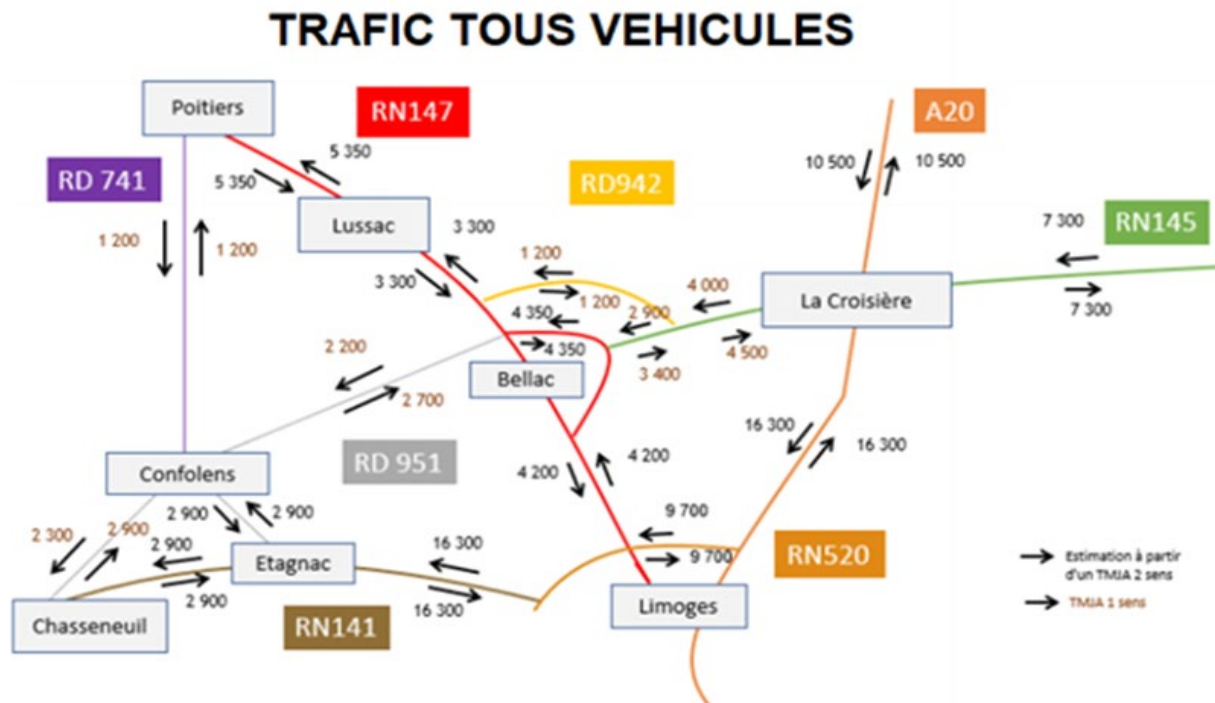 TRAFIC TOUS VEHICULES
Poitiers
RN147
A20
5 350
5 350
10 500
10 500
RD 741
RD942
Lussac
RN145
7 300
7 300
1 200
1 200
3 300
3 300
1 200
1 200
4 000
La Croisière
2 900
4 350
4 350
4 500
3 400
2 200
2 700
Bellac
16 300
16 300
RD 951
Confolens
4 200
4 200
2 300
2 900
2 900
2 900
9 700
9 700
RN520
2 900
2 900
Etagnac
16 300
16 300
Chasseneuil
RN141
Limoges
Estimation à partir
d'un TMJA 2 sens
TMJA 1 sens